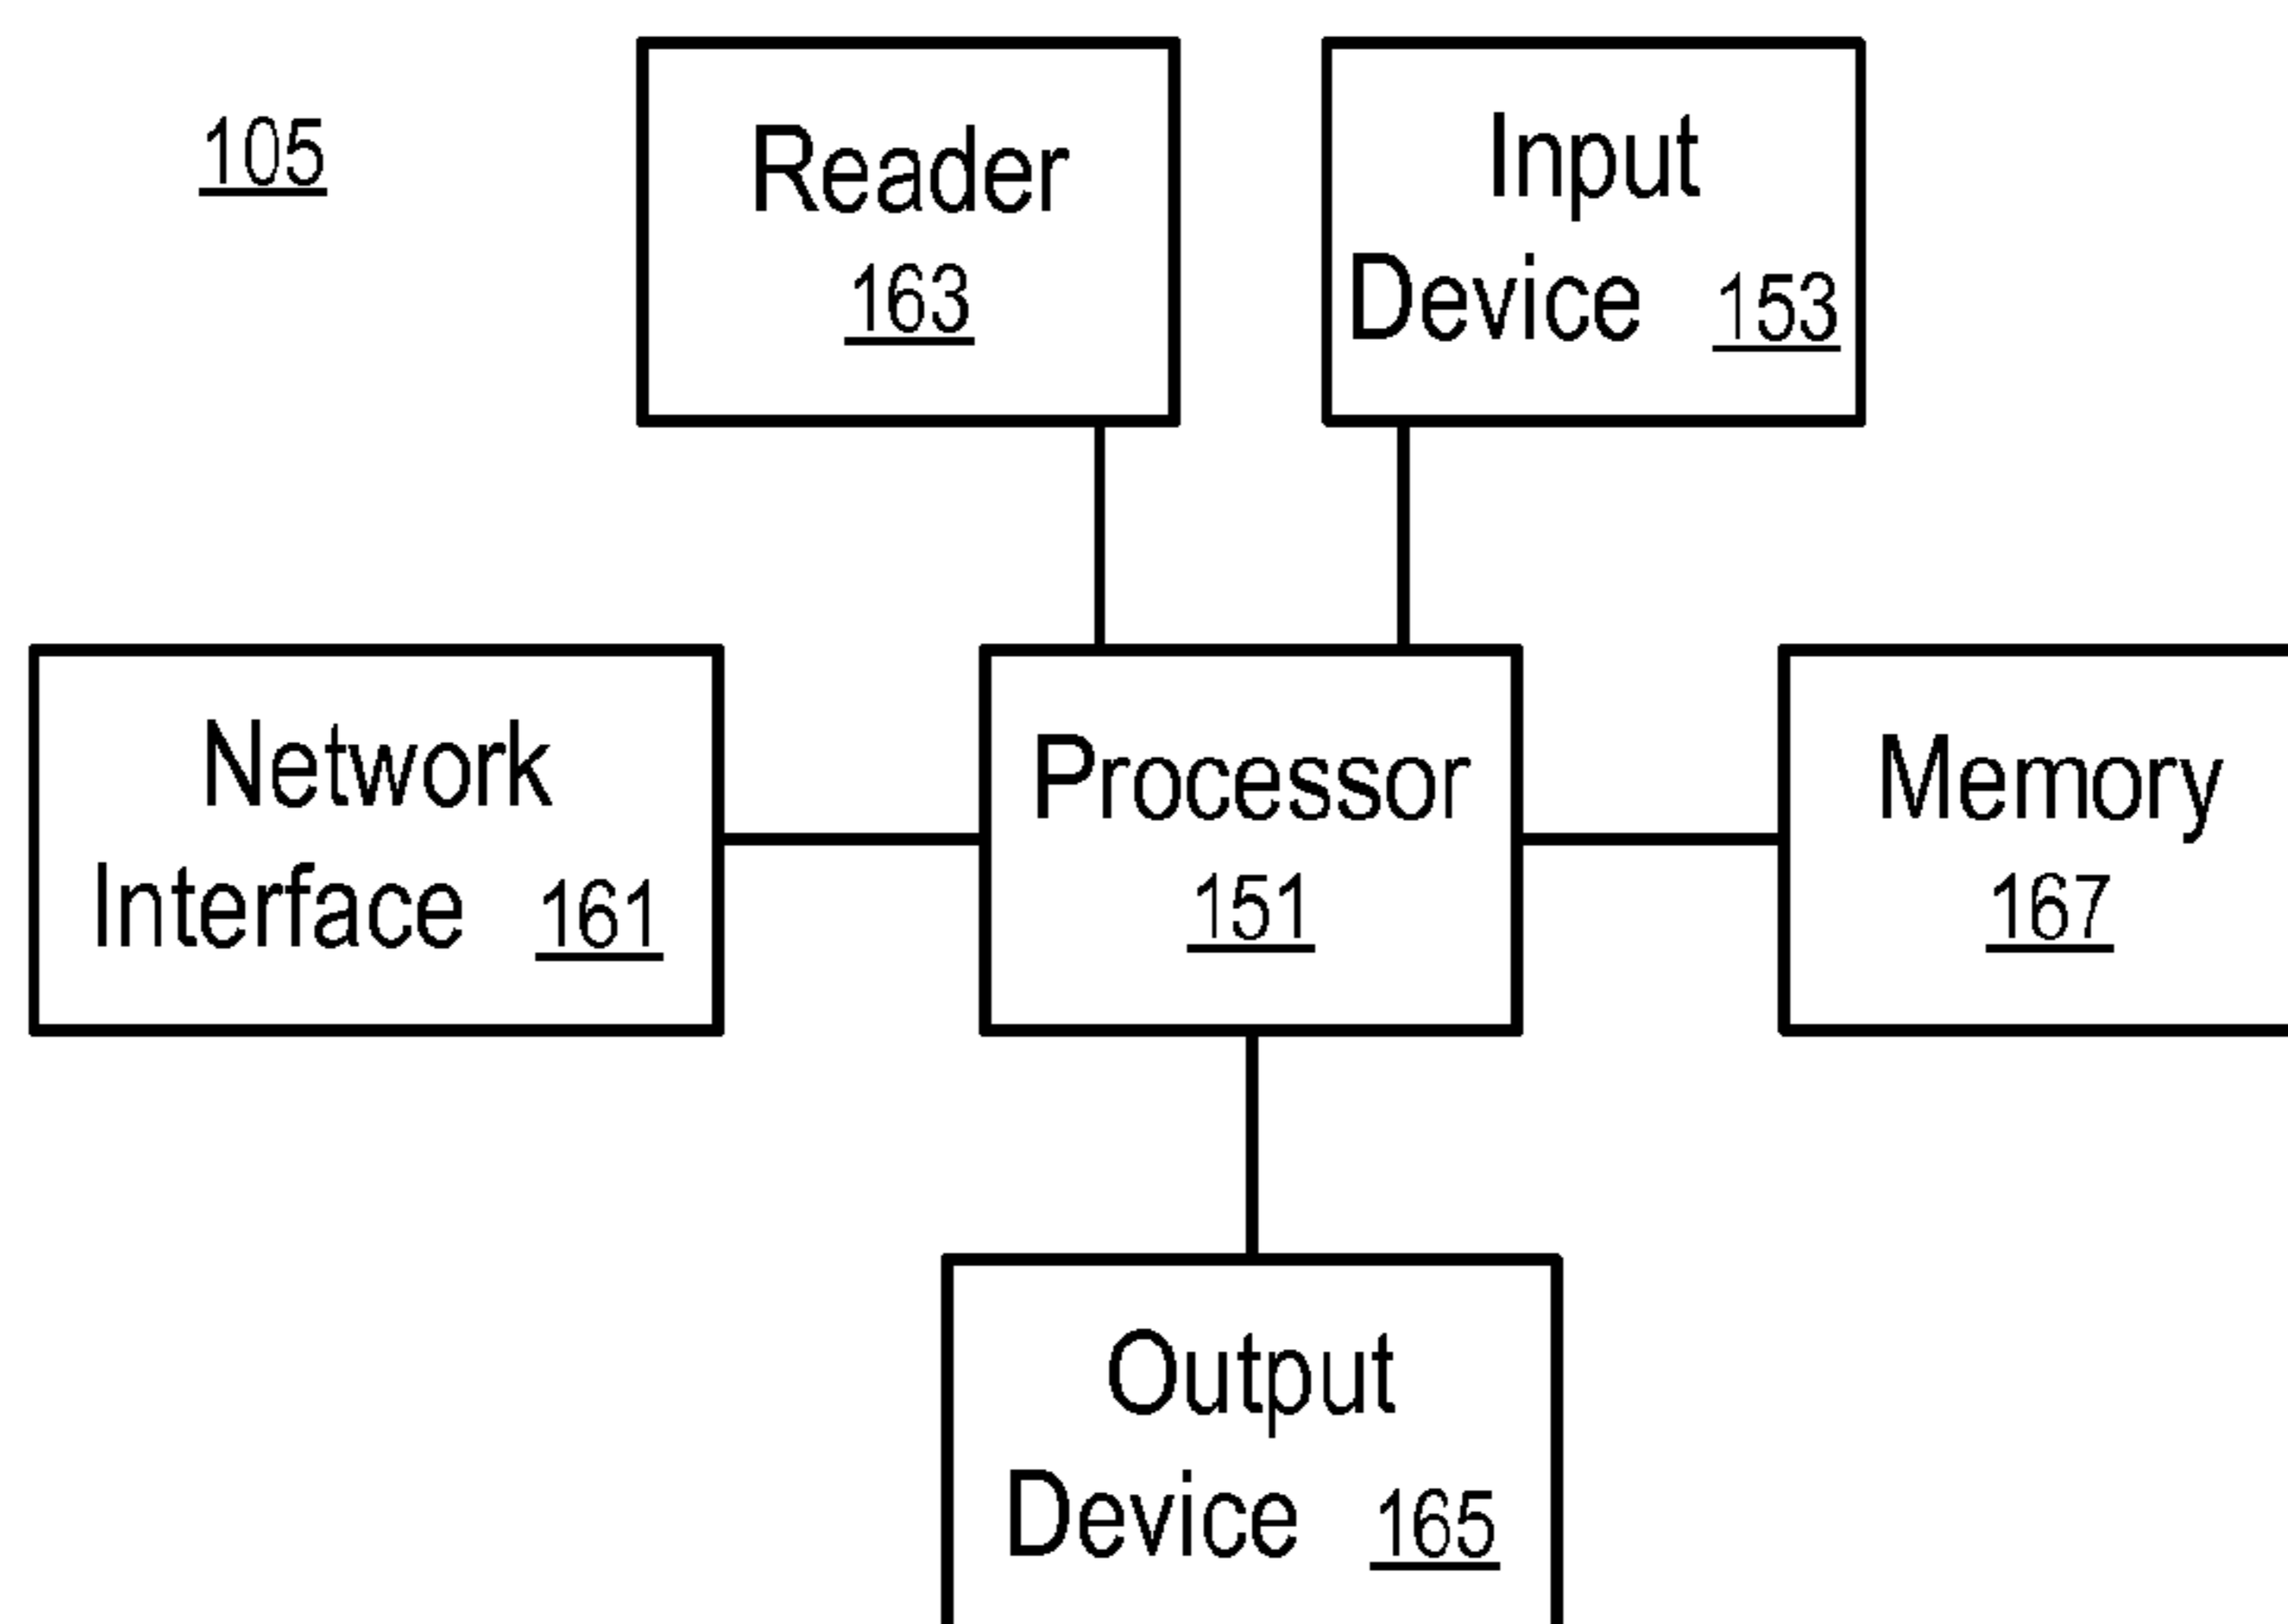 105
Reader
163
Input
Device 153
Network
Interface 161
Processor
151
Memory
167
Output
Device 165